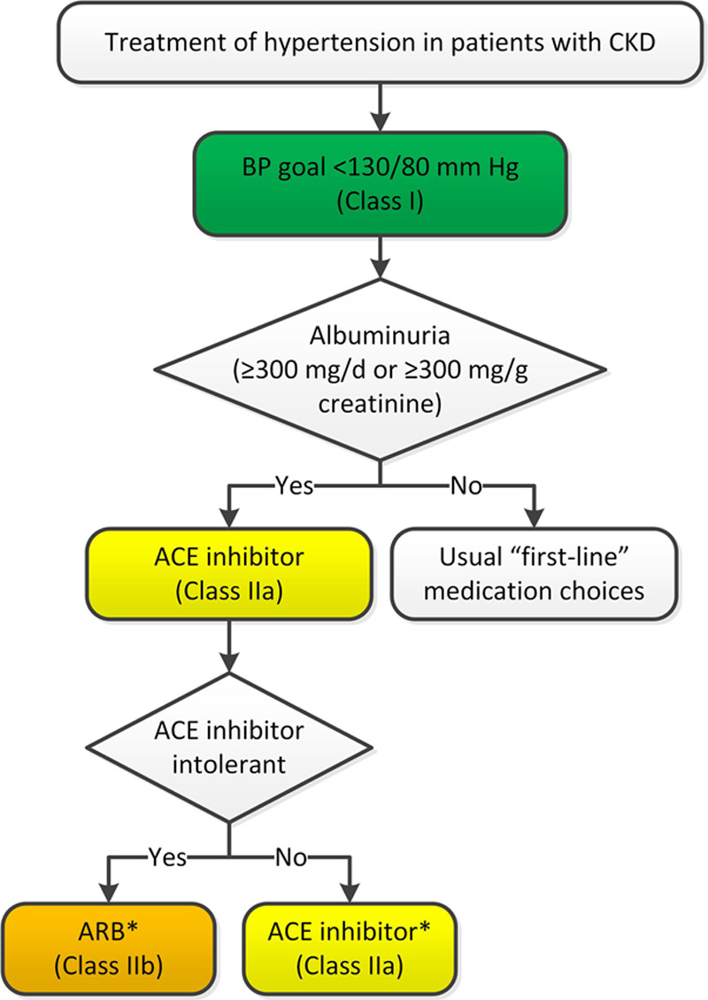 Treatment of hypertension in patients with CKD
BP goal <130/80 mm Hg
(Class I)
Albuminuria
(≥300 mg/d or ≥300 mg/g
creatinine)
Yes
No
ACE inhibitor
(Class IIa)
Usual “first-line”
medication choices
ACE inhibitor
intolerant
Yes
No
ARB*
(Class IIb)
ACE inhibitor*
(Class IIa)